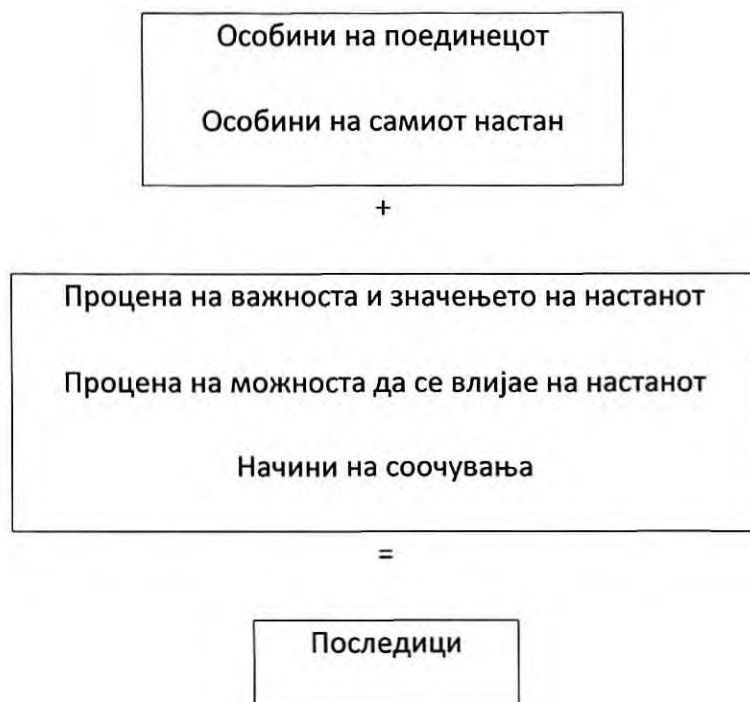 Особини на поединецот
Особини на самиот настан
+
Процена на важноста и значењето на настанот
Процена на можноста да се влијае на настанот
Начини на соочувања
=
Последици